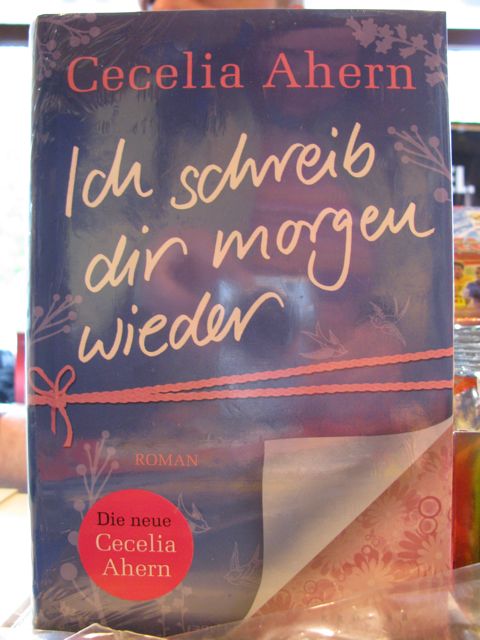 Cecelia Ahern
Ich schreib
dir morgen
wieder
ROMAN
Die neue
Cecelia
Ahern